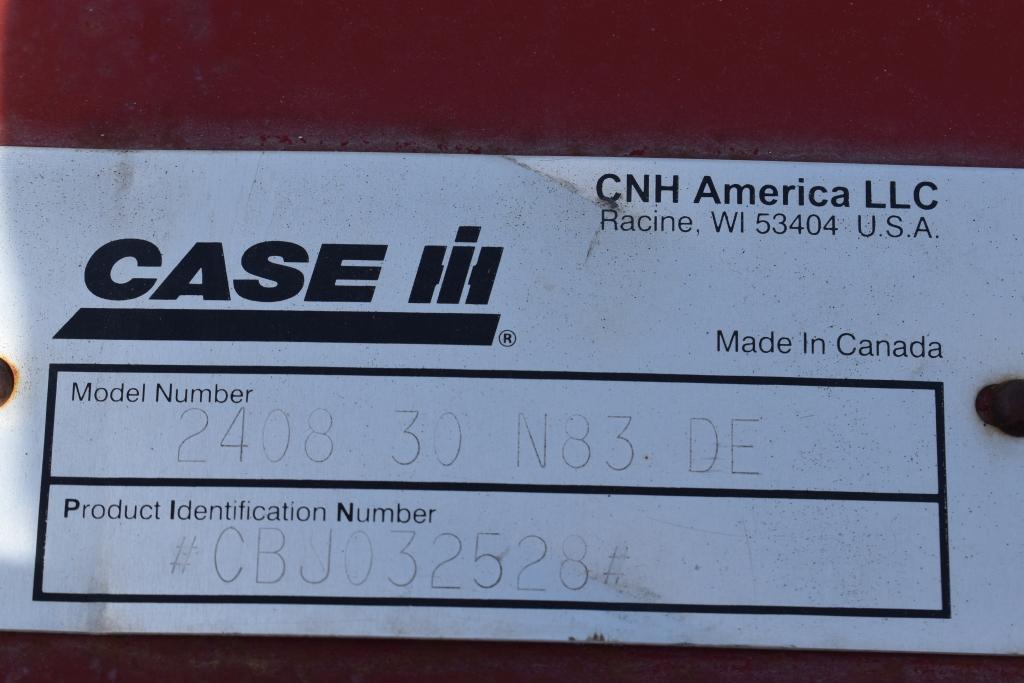 CNH America LLC
Racine, WI 53404 U.S.A.
CASE IH ®
Made In Canada
Model Number
2408 30 N83 DE
Product Identification Number
#CBJ032528#